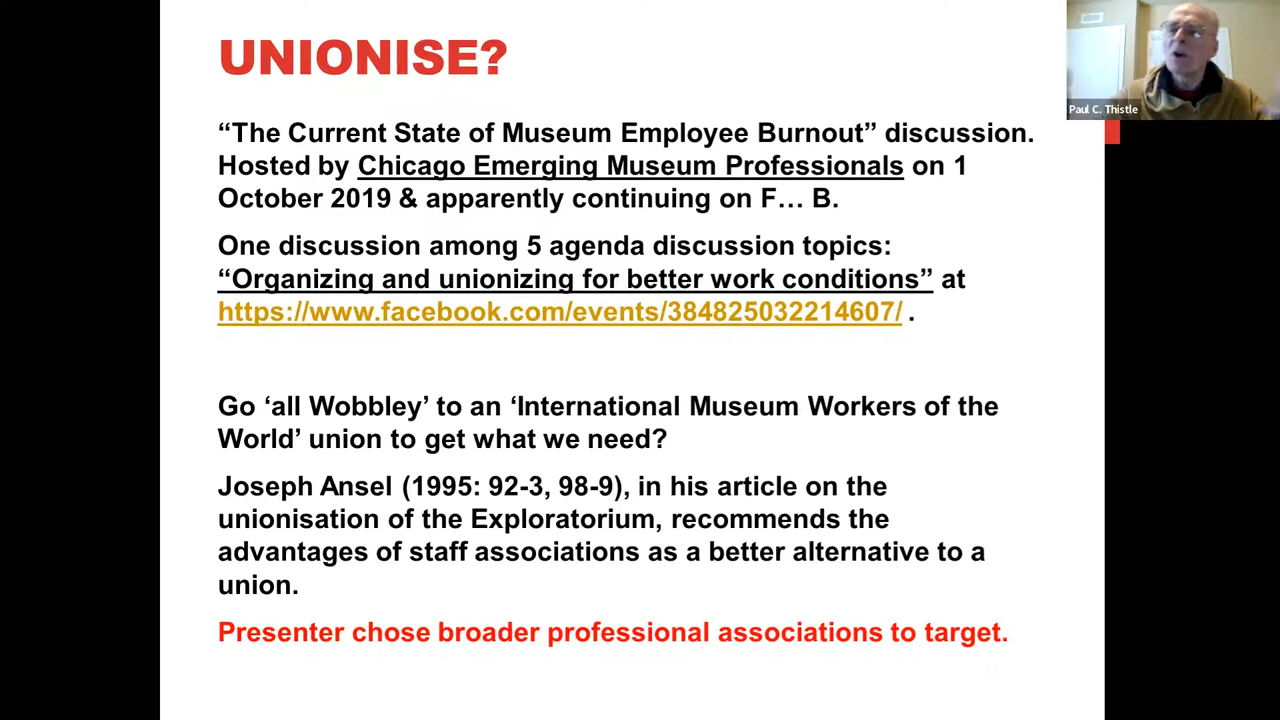 UNIONISE?
Paul C. Thistle
“The Current State of Museum Employee Burnout” discussion.
Hosted by Chicago Emerging Museum Professionals on 1
October 2019 & apparently continuing on F… B.
One discussion among 5 agenda discussion topics:
“Organizing and unionizing for better work conditions” at
https://www.facebook.com/events/384825032214607/ .
Go ‘all Wobbley’ to an ‘International Museum Workers of the
World’ union to get what we need?
Joseph Ansel (1995: 92-3, 98-9), in his article on the
unionisation of the Exploratorium, recommends the
advantages of staff associations as a better alternative to a
union.
Presenter chose broader professional associations to target.